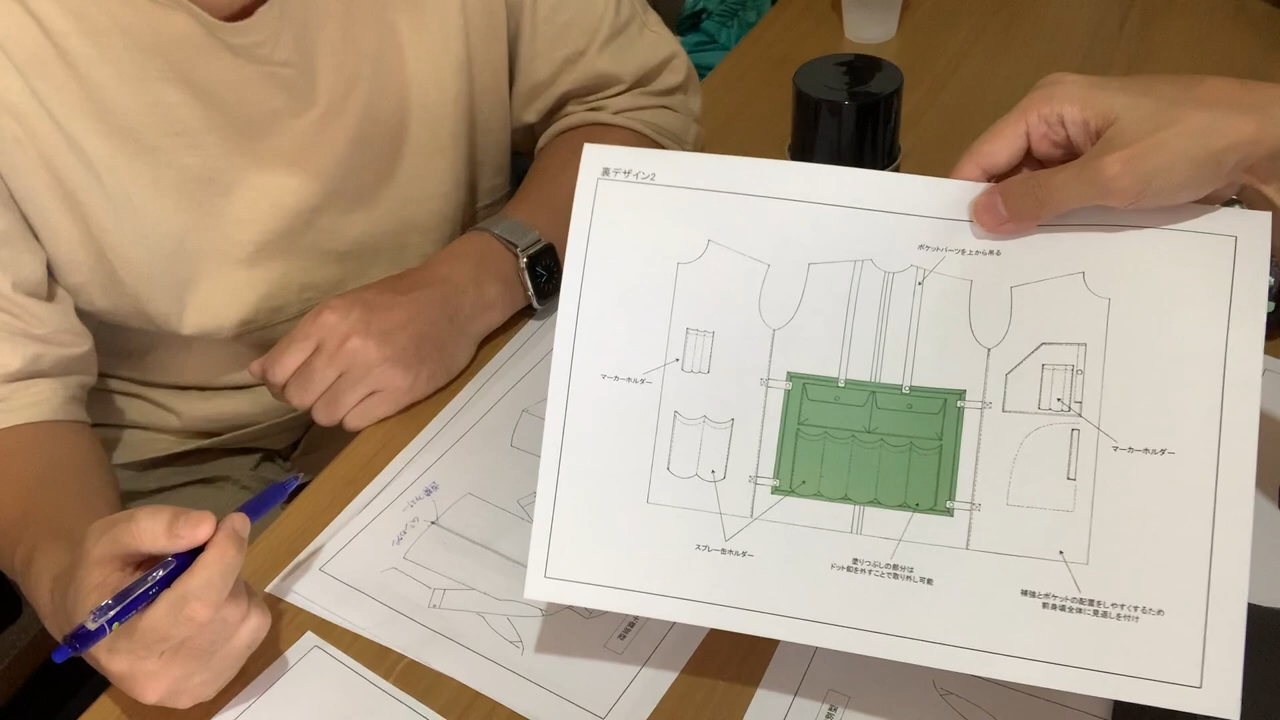 裏デザイン2
ポケットパーツを上から吊る
マーカーホルダー
マーカーホルダー
スプレー缶ホルダー
塗りつぶしの部分は
ドット釦を外すことで取り外し可能
補強とポケットの配置をしやすくするため
前身頃全体に見返しを付け